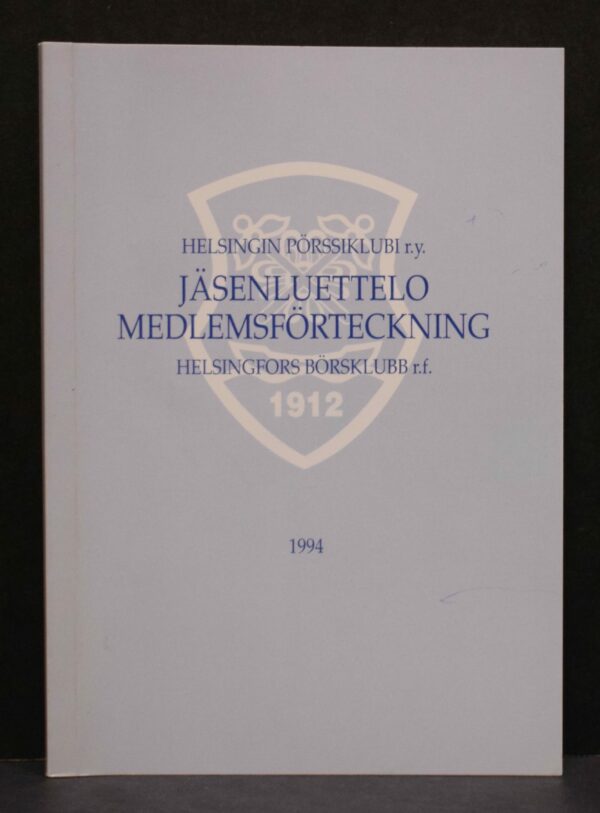 HELSINGIN PÖRSSIKLUBI r.y.
JÄSENLUETTELO
MEDLEMSFÖRTECKNING
HELSINGFORS BÖRSKLUBB r.f.
1912
1994